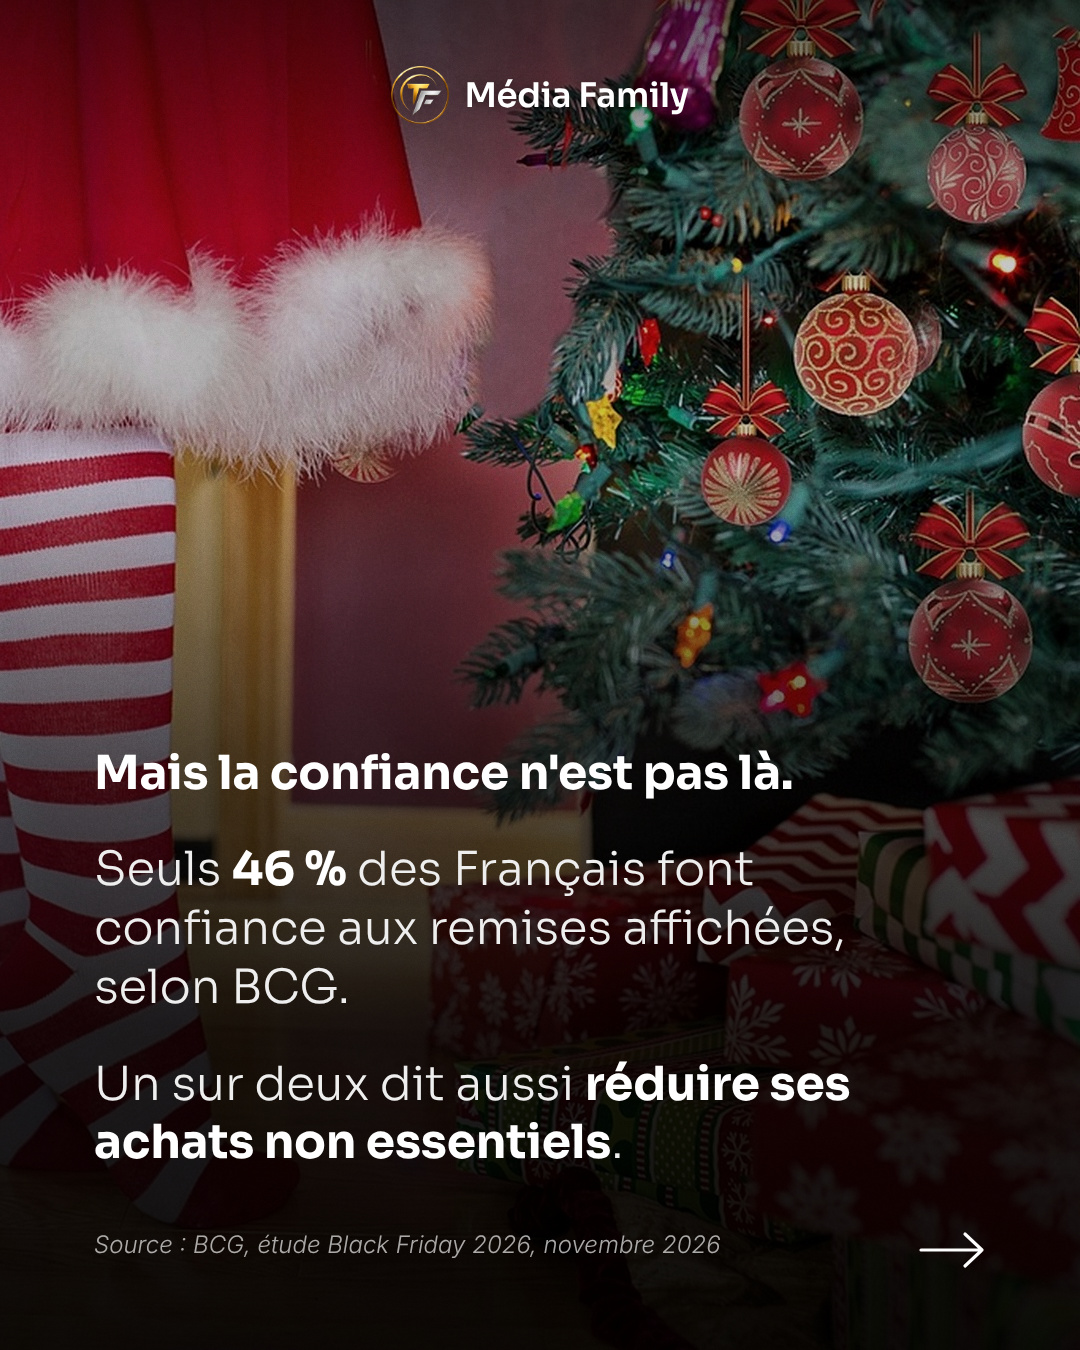 TF
Média Family
Mais la confiance n'est pas là.
Seuls 46 % des Français font
confiance aux remises affichées,
selon BCG.
Un sur deux dit aussi réduire ses
achats non essentiels.
Source : BCG, étude Black Friday 2026, novembre 2026